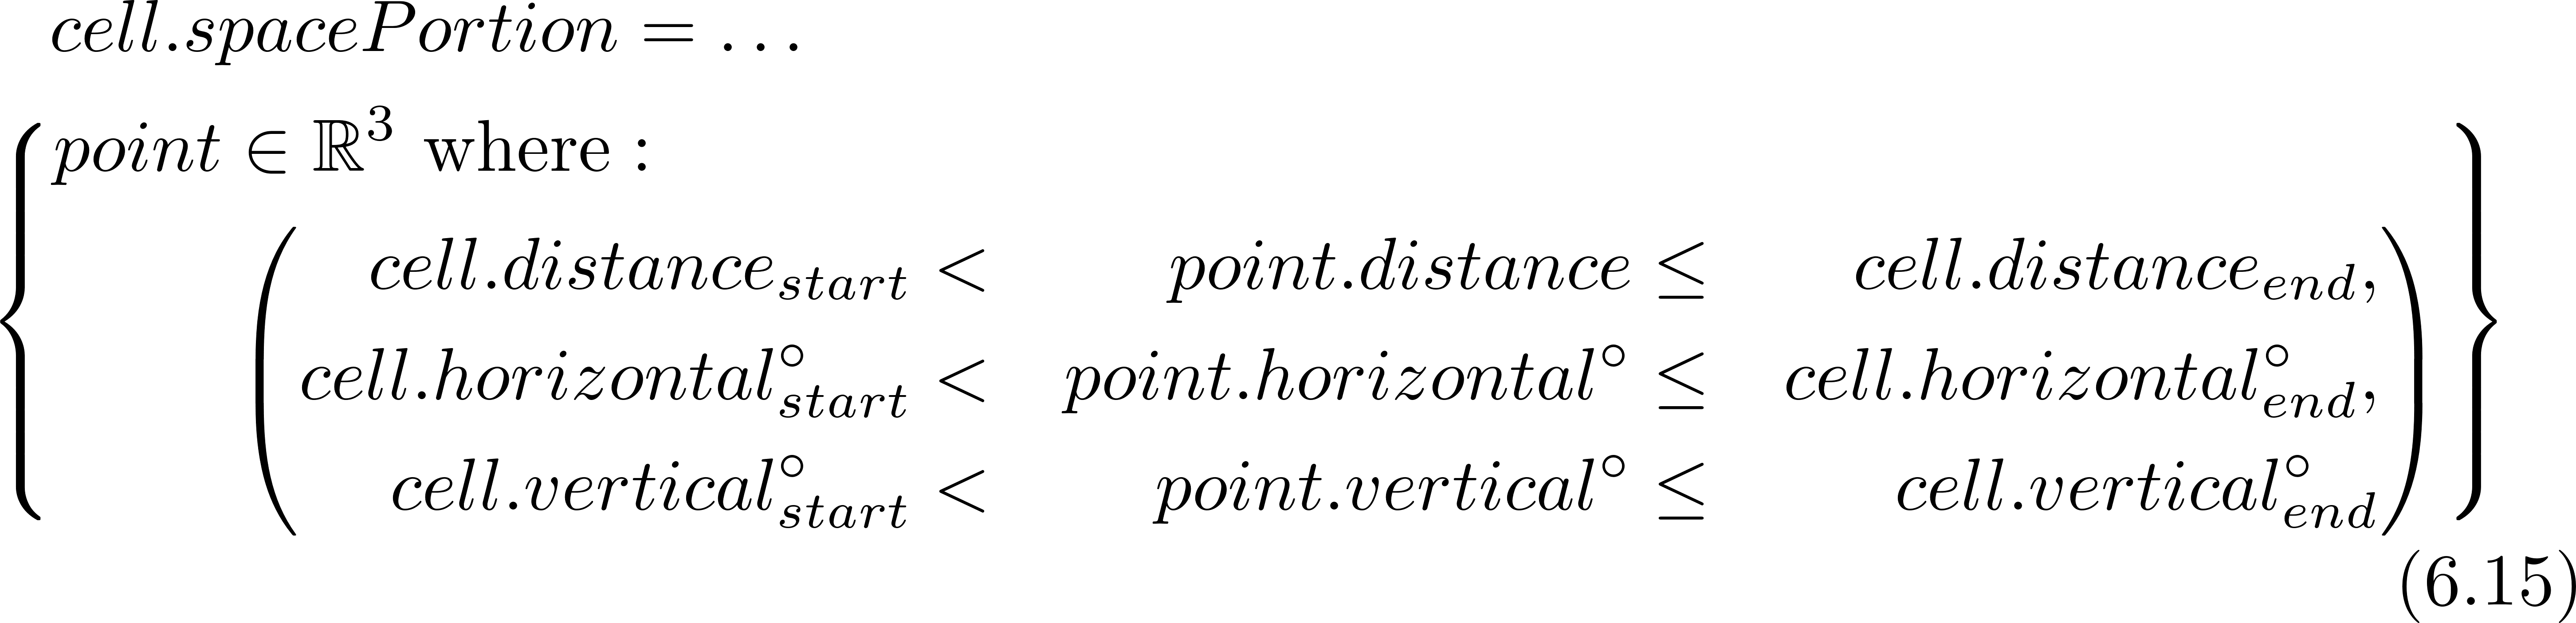 cell.spacePortion = …
{point ∈ ℝ³ where :
(cell.distance_start < point.distance ≤ cell.distance_end,
cell.horizontal°_start < point.horizontal° ≤ cell.horizontal°_end,
cell.vertical°_start < point.vertical° ≤ cell.vertical°_end)}
(6.15)